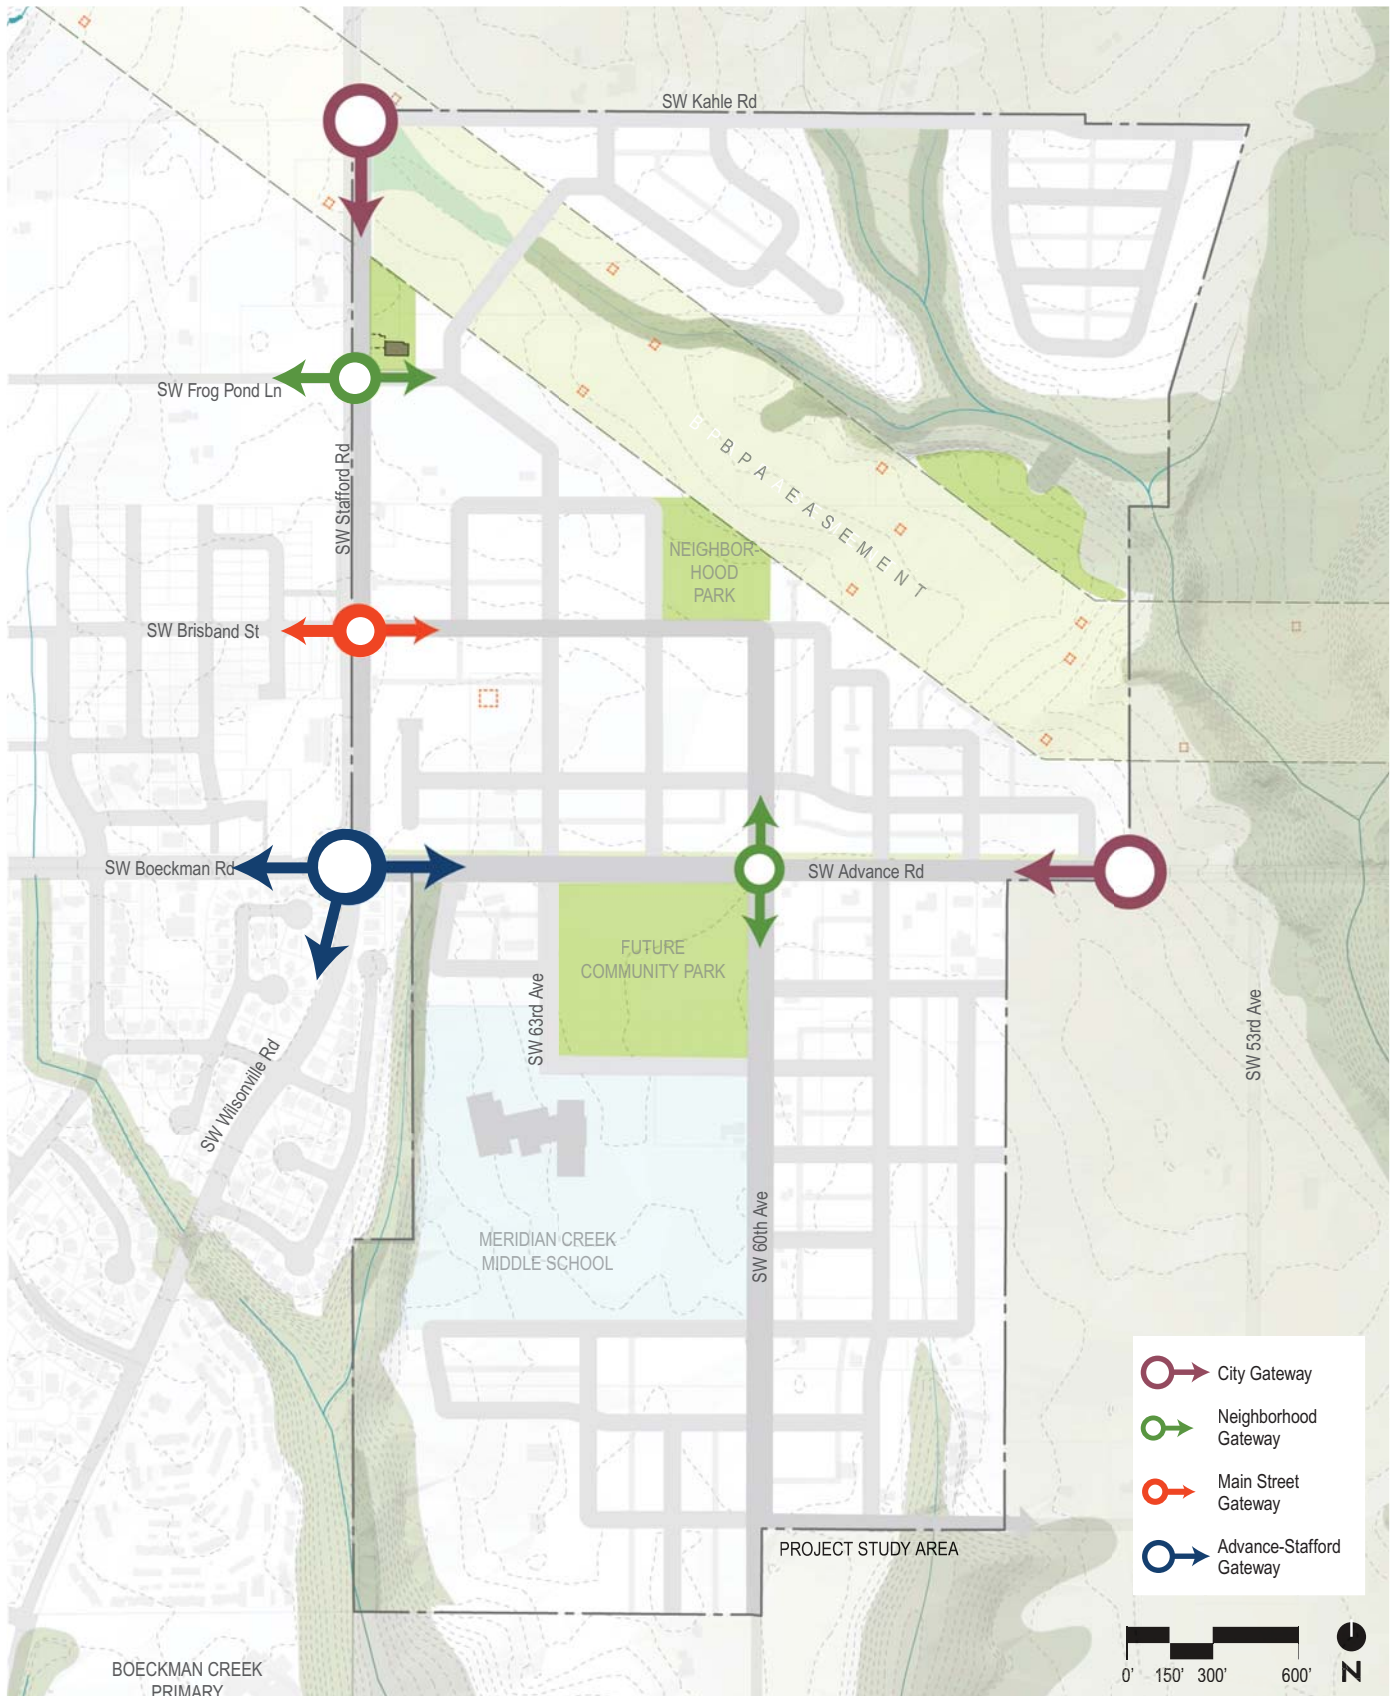 SW Kahle Rd
SW Frog Pond Ln
SW Stafford Rd
BPA EASEMENT
NEIGHBOR-
HOOD
PARK
SW Brisband St
SW Boeckman Rd
SW Advance Rd
FUTURE
COMMUNITY PARK
SW 63rd Ave
SW 53rd Ave
SW Wilsonville Rd
SW 60th Ave
MERIDIAN CREEK
MIDDLE SCHOOL
City Gateway
Neighborhood
Gateway
Main Street
Gateway
Advance-Stafford
Gateway
PROJECT STUDY AREA
0' 150' 300' 600'
N
BOECKMAN CREEK
PRIMARY